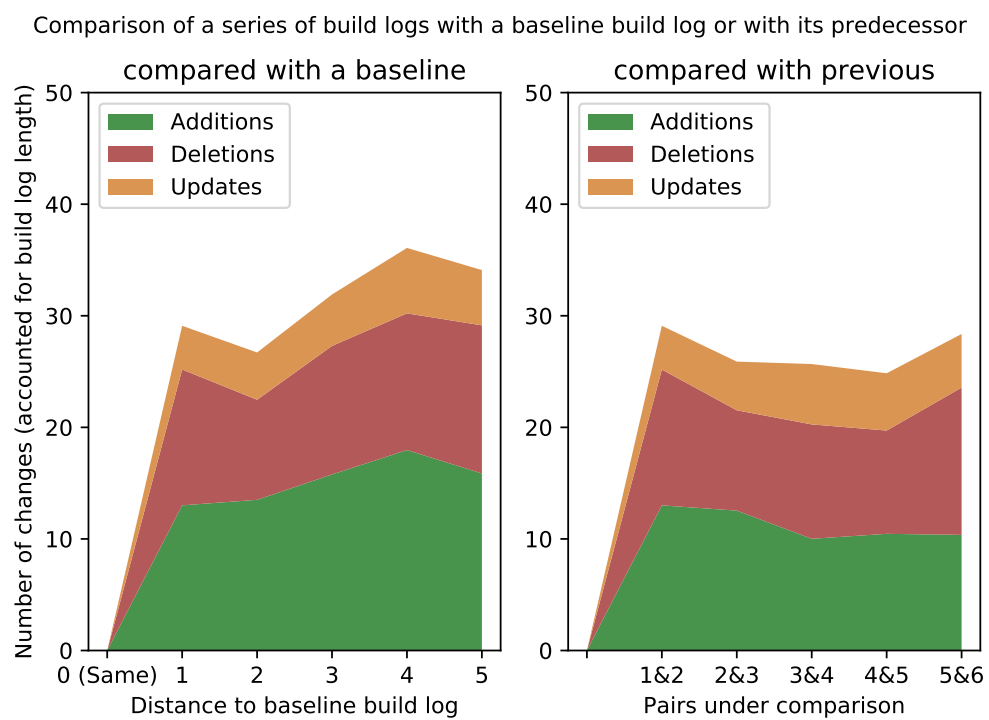 Comparison of a series of build logs with a baseline build log or with its predecessor
compared with a baseline
Number of changes (accounted for build log length)
50
40
30
20
10
0
Additions
Deletions
Updates
0 (Same) 1 2 3 4 5
Distance to baseline build log
compared with previous
50
40
30
20
10
0
Additions
Deletions
Updates
1&2 2&3 3&4 4&5 5&6
Pairs under comparison